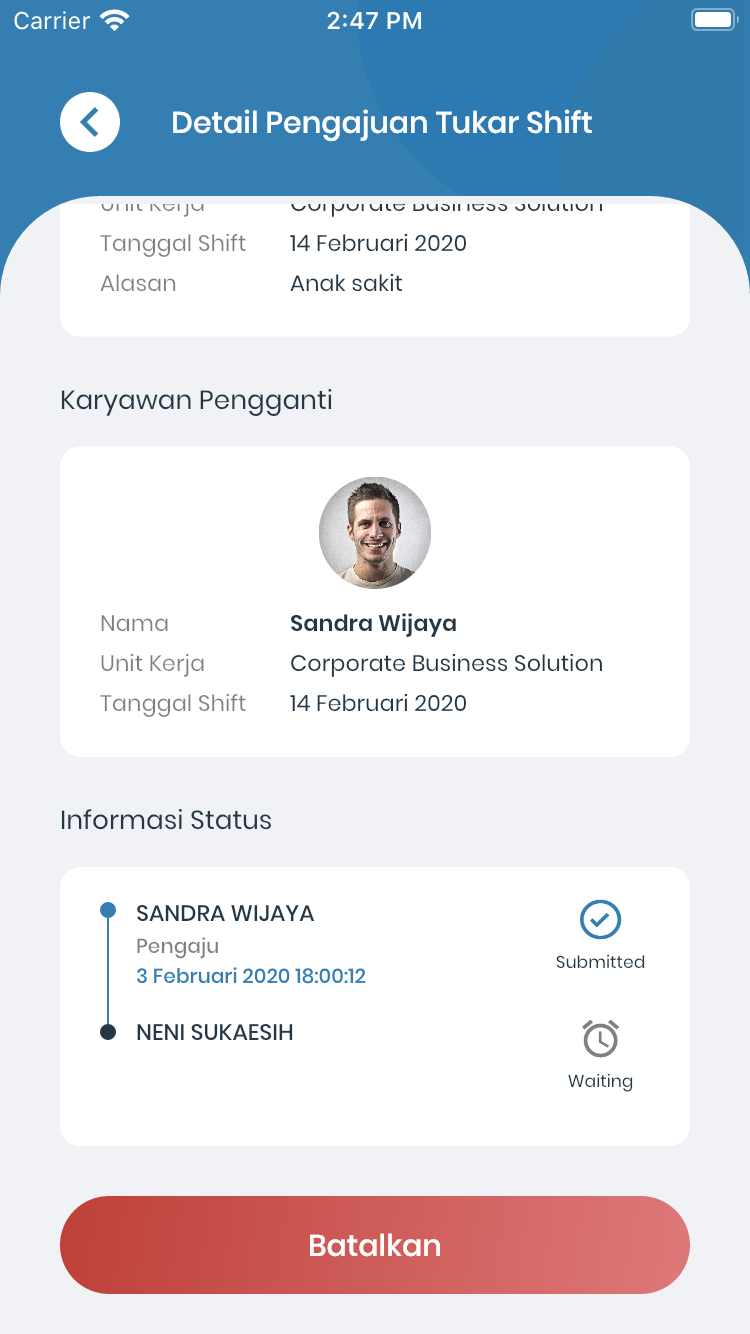 Carrier 2:47 PM
Detail Pengajuan Tukar Shift
Unit Kerja Corporate Business Solution
Tanggal Shift 14 Februari 2020
Alasan Anak sakit
Karyawan Pengganti
Nama Sandra Wijaya
Unit Kerja Corporate Business Solution
Tanggal Shift 14 Februari 2020
Informasi Status
SANDRA WIJAYA
Pengaju
3 Februari 2020 18:00:12
Submitted
NENI SUKAESIH
Waiting
Batalkan